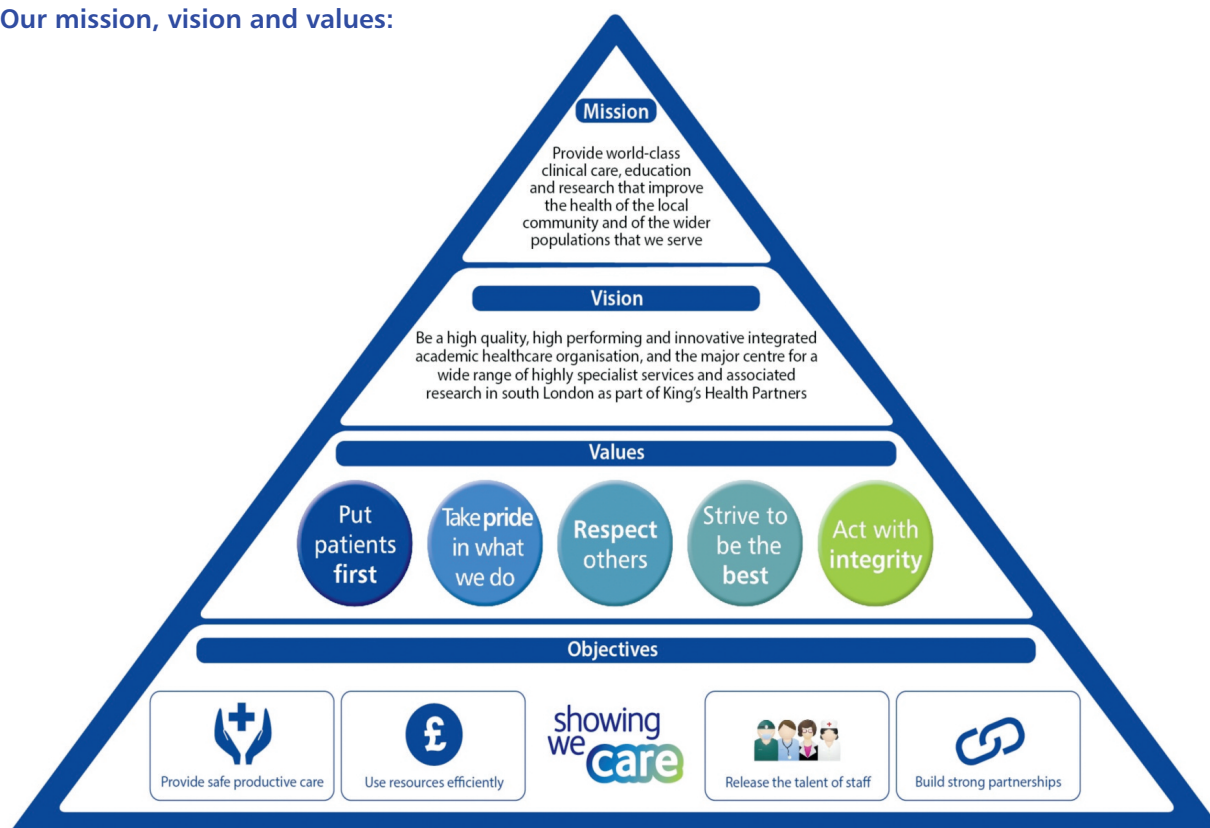 Our mission, vision and values:
Mission
Provide world-class
clinical care, education
and research that improve
the health of the local
community and of the wider
populations that we serve
Vision
Be a high quality, high performing and innovative integrated
academic healthcare organisation, and the major centre for a
wide range of highly specialist services and associated
research in south London as part of King's Health Partners
Values
Put
patients
first
Take pride
in what
we do
Respect
others
Strive to
be the
best
Act with
integrity
Objectives
Provide safe productive care
£
Use resources efficiently
showing
we care
Release the talent of staff
Build strong partnerships